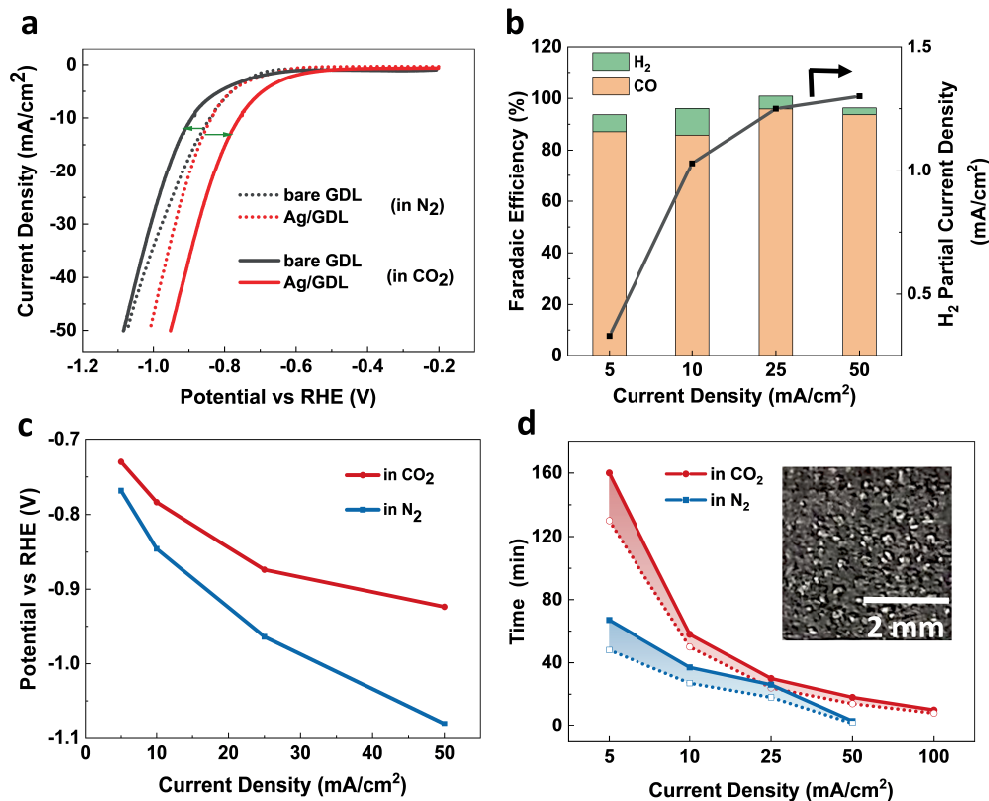 a
Current Density (mA/cm²)
0
-10
-20
-30
-40
-50
-1.2
-1.0
-0.8
-0.6
-0.4
-0.2
Potential vs RHE (V)
bare GDL
Ag/GDL
(in N₂)
bare GDL
Ag/GDL
(in CO₂)
b
Faradaic Efficiency (%)
120
100
80
60
40
20
0
H₂
CO
5
10
25
50
Current Density (mA/cm²)
1.5
1.0
0.5
H₂ Partial Current Density
(mA/cm²)
c
Potential vs RHE (V)
-0.7
-0.8
-0.9
-1.0
-1.1
0
10
20
30
40
50
Current Density (mA/cm²)
in CO₂
in N₂
d
Time (min)
160
120
80
40
0
5
10
25
50
100
Current Density (mA/cm²)
in CO₂
in N₂
2 mm